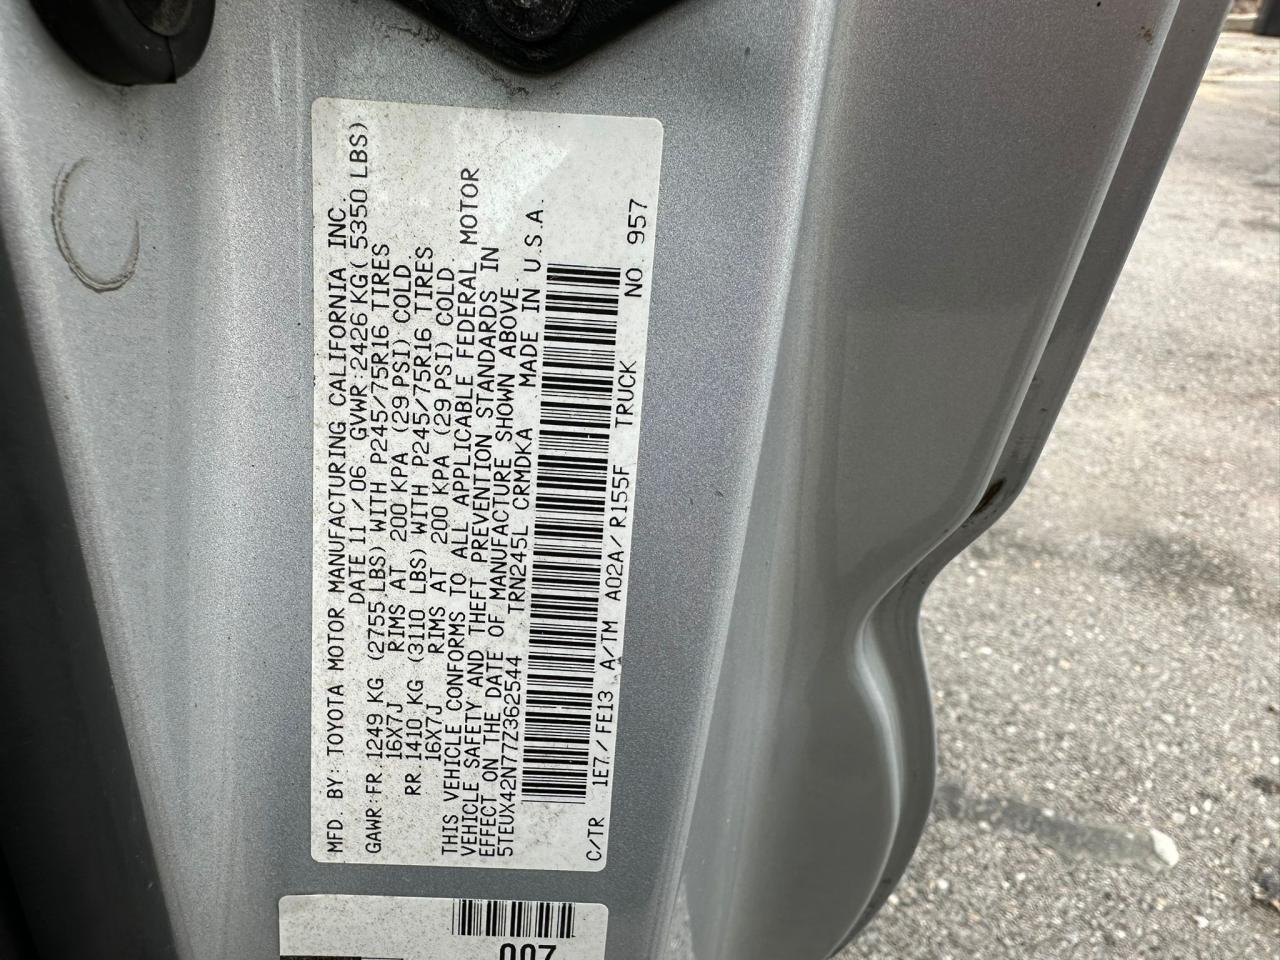 MFD. BY: TOYOTA MOTOR MANUFACTURING CALIFORNIA INC.
DATE 11 / 06 GVWR:2426 KG( 5350 LBS)
GAWR:FR.1249 KG (2755 LBS) WITH P245/75R16 TIRES
16X7J RIMS AT 200 KPA (29 PSI) COLD.
RR.1410 KG (3110 LBS) WITH P245/75R16 TIRES
16X7J RIMS AT 200 KPA (29 PSI) COLD.
THIS VEHICLE CONFORMS TO ALL APPLICABLE FEDERAL MOTOR
VEHICLE SAFETY AND THEFT PREVENTION STANDARDS IN
EFFECT ON THE DATE OF MANUFACTURE SHOWN ABOVE.
5TEUX42N77Z362544 TRN245L CRMDKA MADE IN U.S.A.
C/TR 1E7/FE13 A/TM A02A/R155F TRUCK NO. 957
007